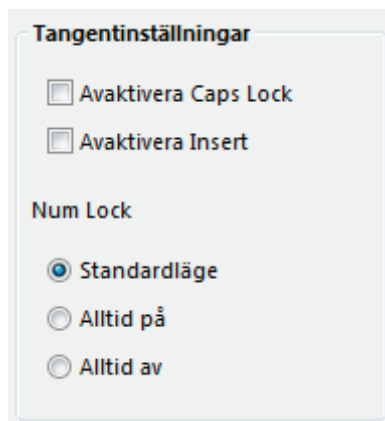 Tangentinställningar
Avaktivera Caps Lock
Avaktivera Insert
Num Lock
Standardläge
Alltid på
Alltid av